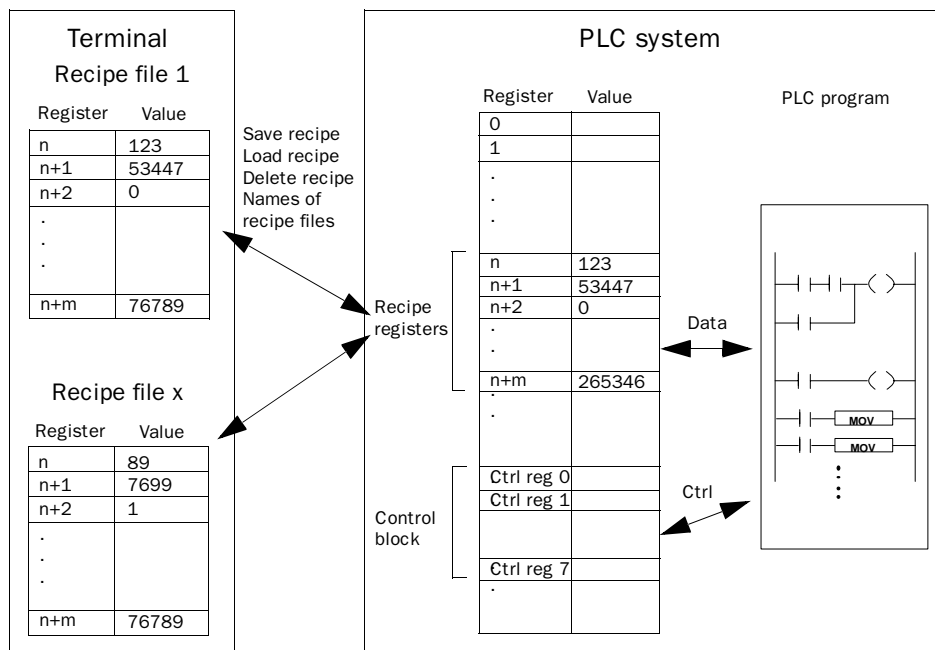 Terminal
Recipe file 1
Register Value
n 123
n+1 53447
n+2 0
.
.
.
n+m 76789
Recipe file x
Register Value
n 89
n+1 7699
n+2 1
.
.
.
n+m 76789
Save recipe
Load recipe
Delete recipe
Names of
recipe files
PLC system
Register Value
0
1
.
.
.
n 123
n+1 53447
n+2 0
.
.
n+m 265346
.
.
Ctrl reg 0
Ctrl reg 1
Ctrl reg 7
.
Recipe
registers
Control
block
Data
Ctrl
PLC program
MOV
MOV